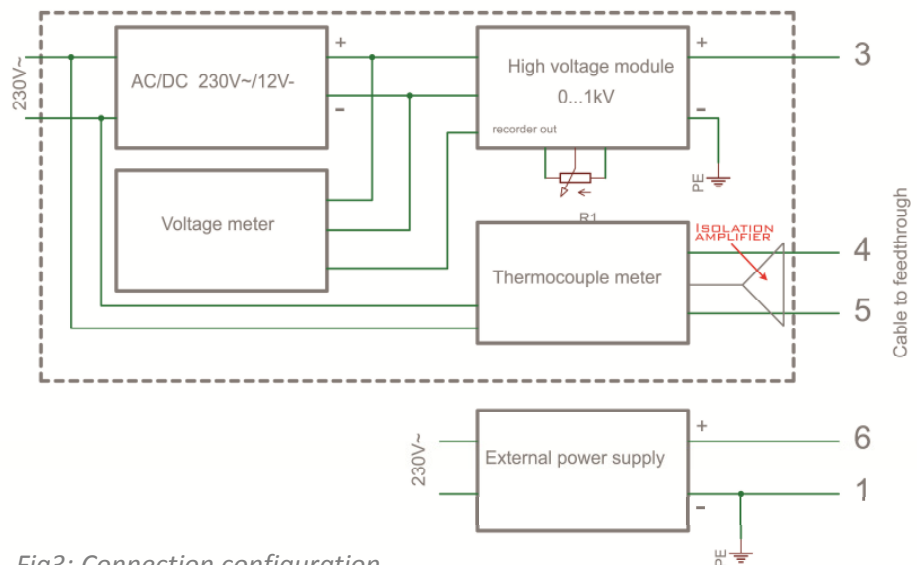 230V~
AC/DC 230V~/12V-
+
-
High voltage module
0...1kV
recorder out
+
-
3
PE
R1
Voltage meter
Thermocouple meter
ISOLATION
AMPLIFIER
4
5
Cable to feedthrough
230V~
External power supply
+
-
6
1
PE
Fig3: Connection configuration